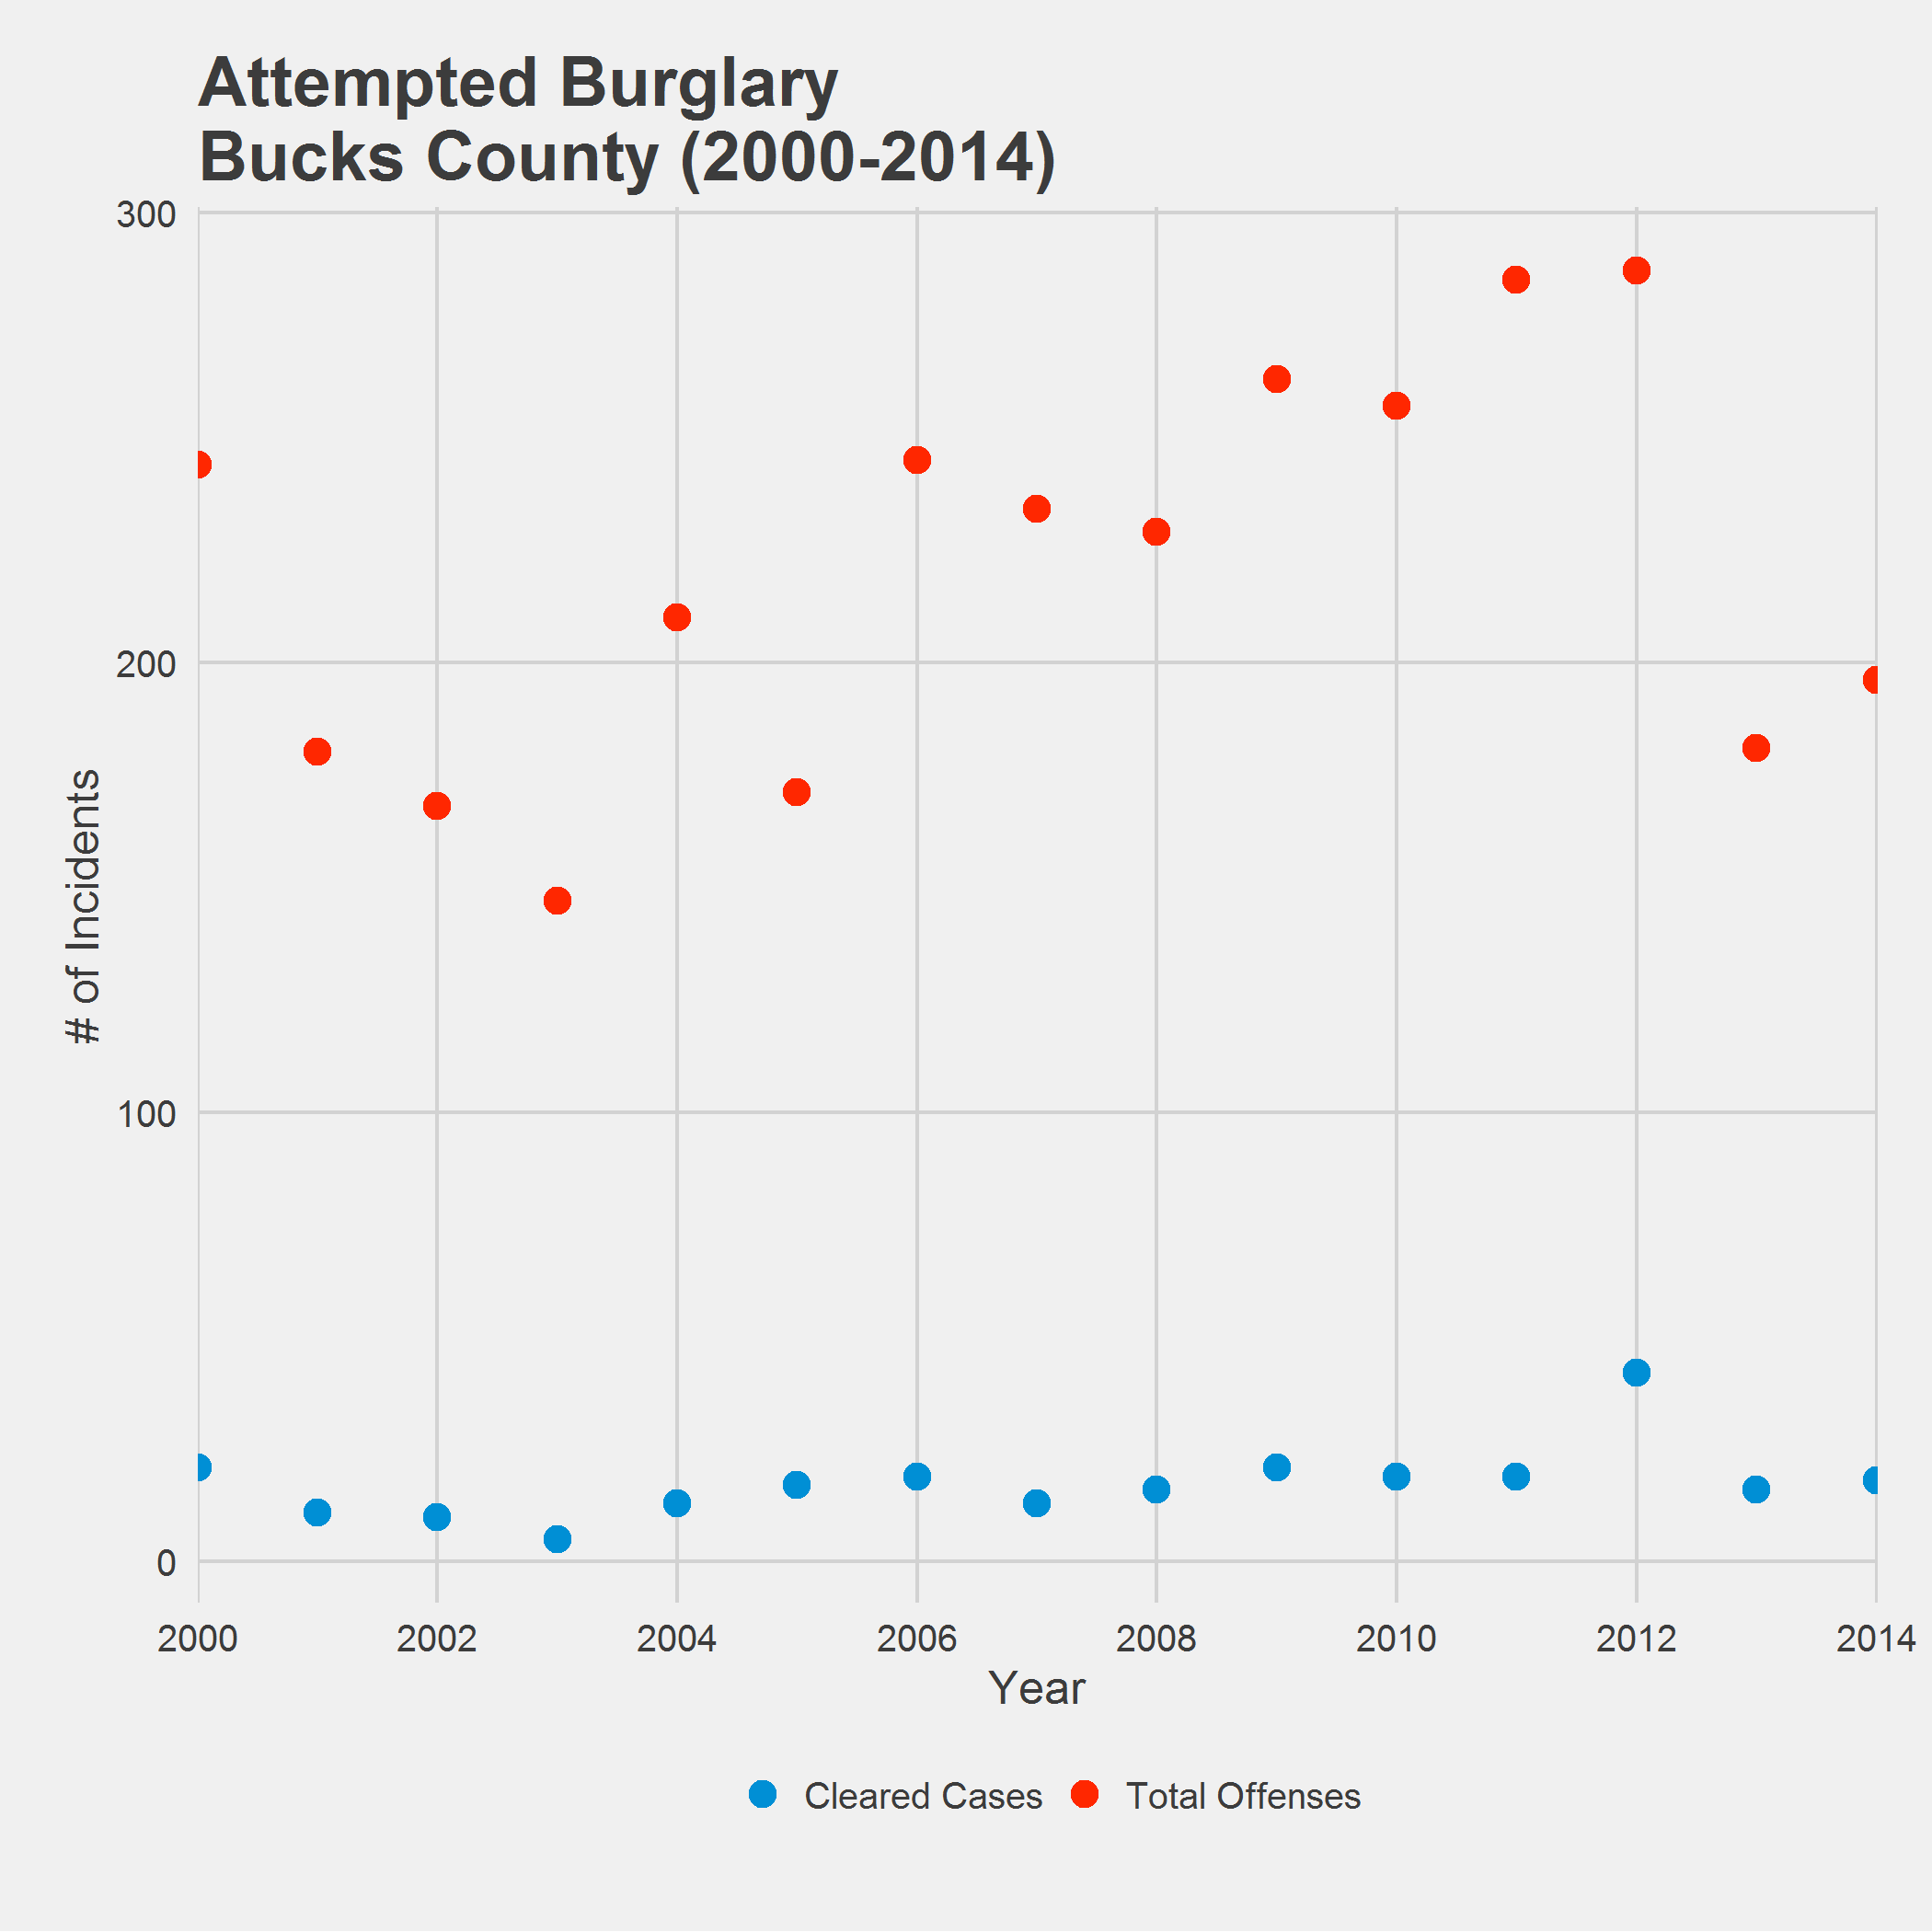 Attempted Burglary
Bucks County (2000-2014)
300
200
100
0
# of Incidents
2000 2002 2004 2006 2008 2010 2012 2014
Year
Cleared Cases Total Offenses